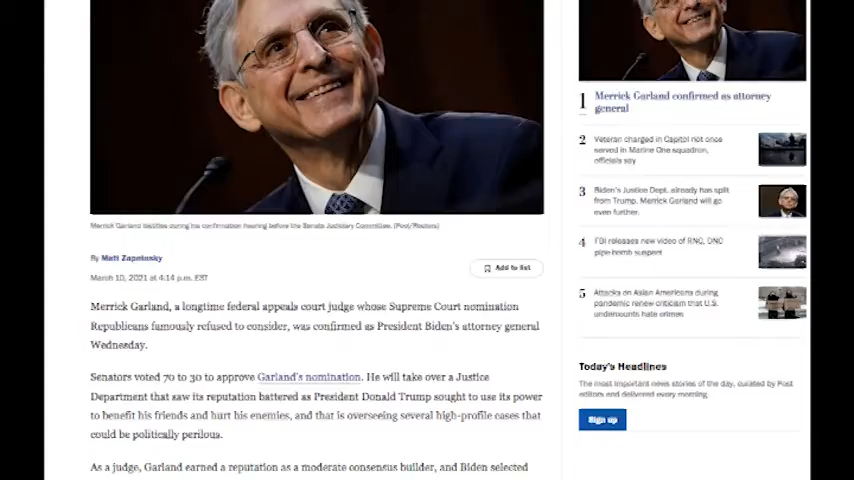 Merrick Garland testifies during his confirmation hearing before the Senate Judiciary Committee. (Pool/Reuters)
By Matt Zapotosky
March 10, 2021 at 4:14 p.m. EST
Add to list
Merrick Garland, a longtime federal appeals court judge whose Supreme Court nomination
Republicans famously refused to consider, was confirmed as President Biden's attorney general
Wednesday.
Senators voted 70 to 30 to approve Garland's nomination. He will take over a Justice
Department that saw its reputation battered as President Donald Trump sought to use its power
to benefit his friends and hurt his enemies, and that is overseeing several high-profile cases that
could be politically perilous.
As a judge, Garland earned a reputation as a moderate consensus builder, and Biden selected
1 Merrick Garland confirmed as attorney
general
2 Veteran charged in Capitol riot once
served in Marine One squadron,
officials say
3 Biden's Justice Dept. already has split
from Trump. Merrick Garland will go
even further.
4 FBI releases new video of RNC, DNC
pipe-bomb suspect
5 Attacks on Asian Americans during
pandemic renew criticism that U.S.
undercounts hate crimes
Today's Headlines
The most important news stories of the day, curated by Post
editors and delivered every morning.
Sign up